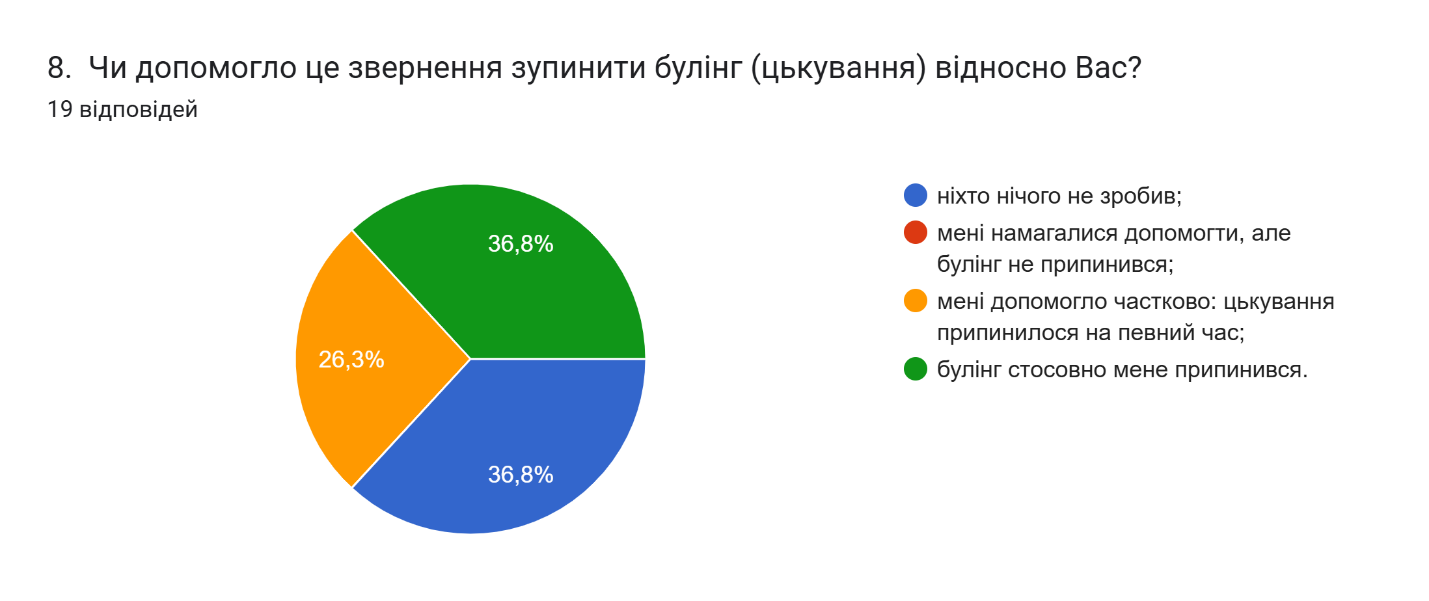 8. Чи допомогло це звернення зупинити булінг (цькування) відносно Вас?
19 відповідей
36,8%
26,3%
36,8%
ніхто нічого не зробив;
мені намагалися допомогти, але
булінг не припинився;
мені допомогло частково: цькування
припинилося на певний час;
булінг стосовно мене припинився.